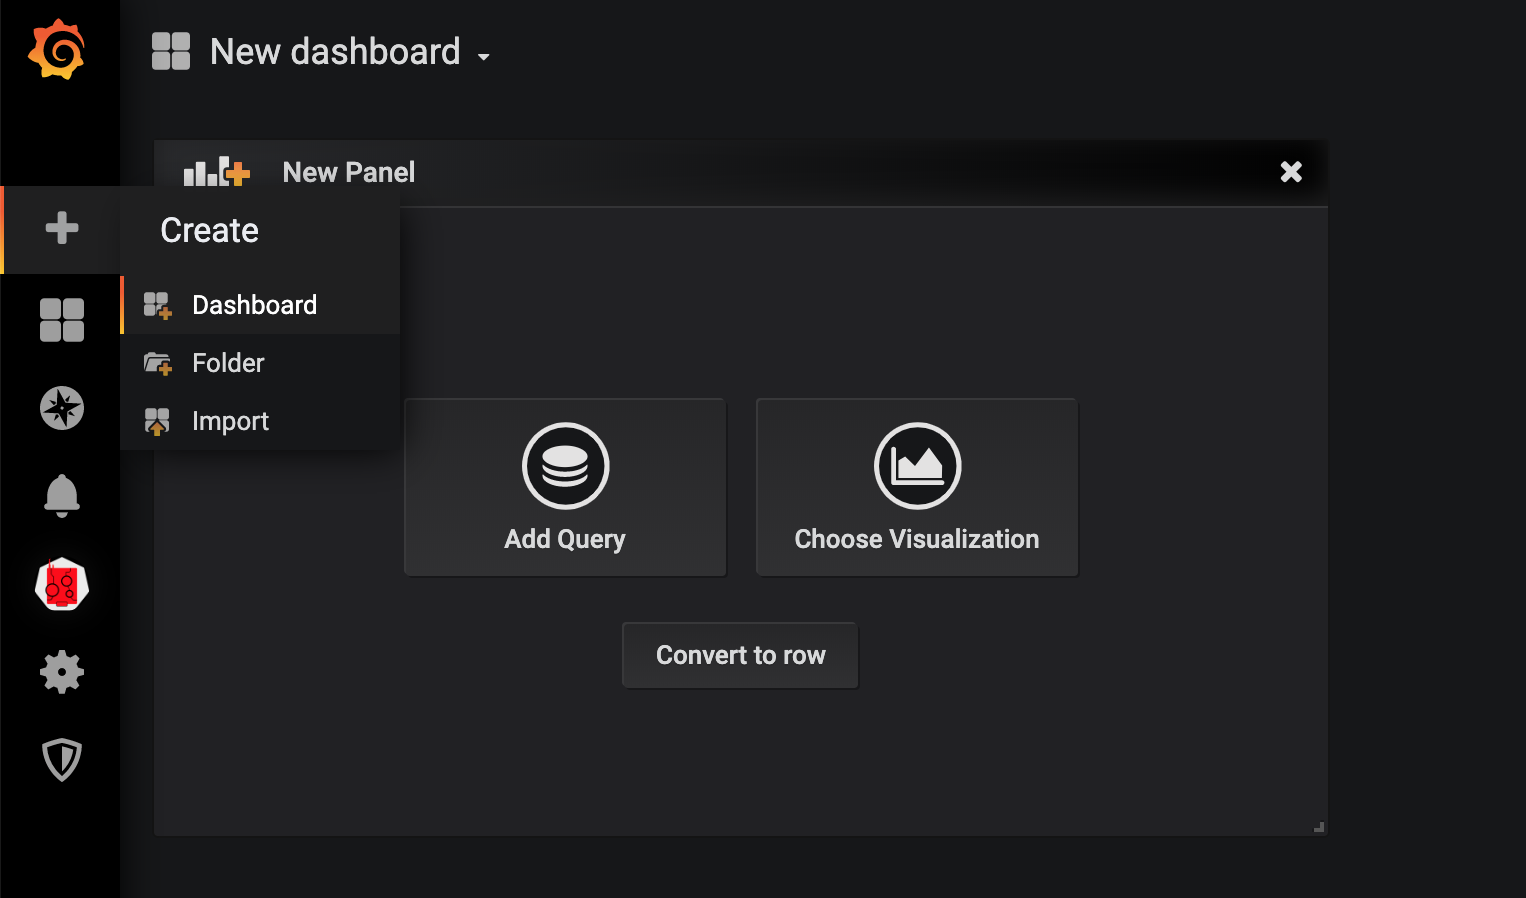 New dashboard
New Panel
Create
Dashboard
Folder
Import
Add Query
Choose Visualization
Convert to row